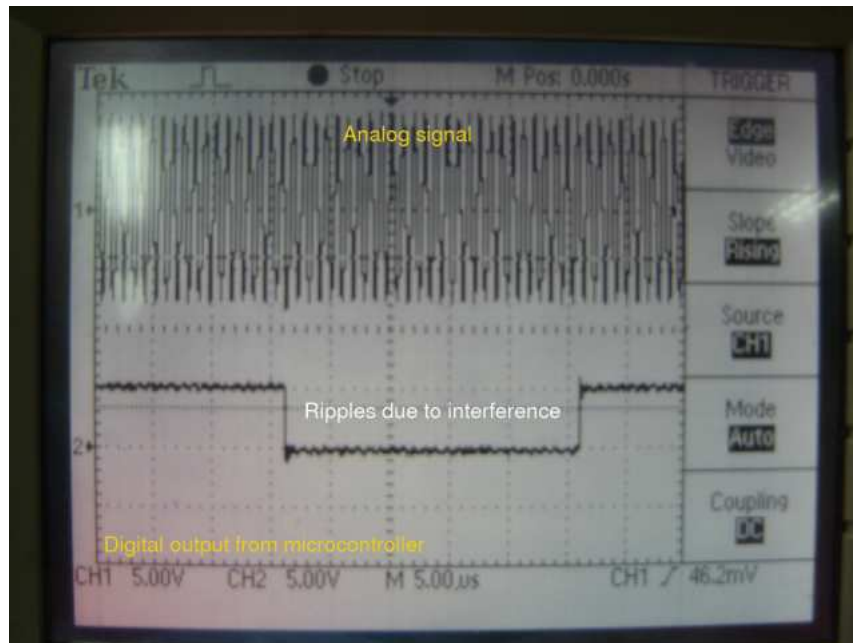 Tek
Stop
M Pos: 0.000s
TRIGGER
Analog signal
Edge
Video
1
Slope
Rising
Source
CH1
Ripples due to interference
Mode
Auto
2
Coupling
DC
Digital output from microcontroller
CH1 5.00V CH2 5.00V M 5.00µs CH1 46.2mV